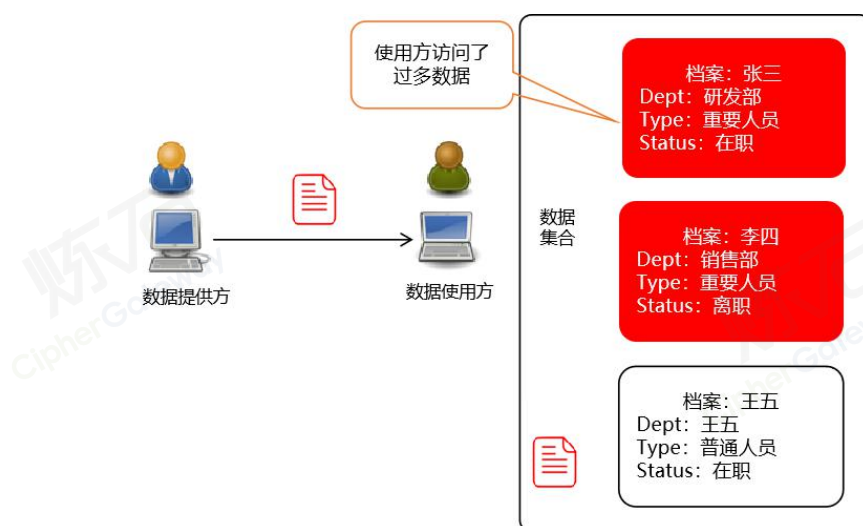 使用方访问了
过多数据
档案：张三
Dept：研发部
Type：重要人员
Status：在职
数据
集合
档案：李四
Dept：销售部
Type：重要人员
Status：离职
数据提供方
数据使用方
档案：王五
Dept：王五
Type：普通人员
Status：在职
炼石
CipherGateway